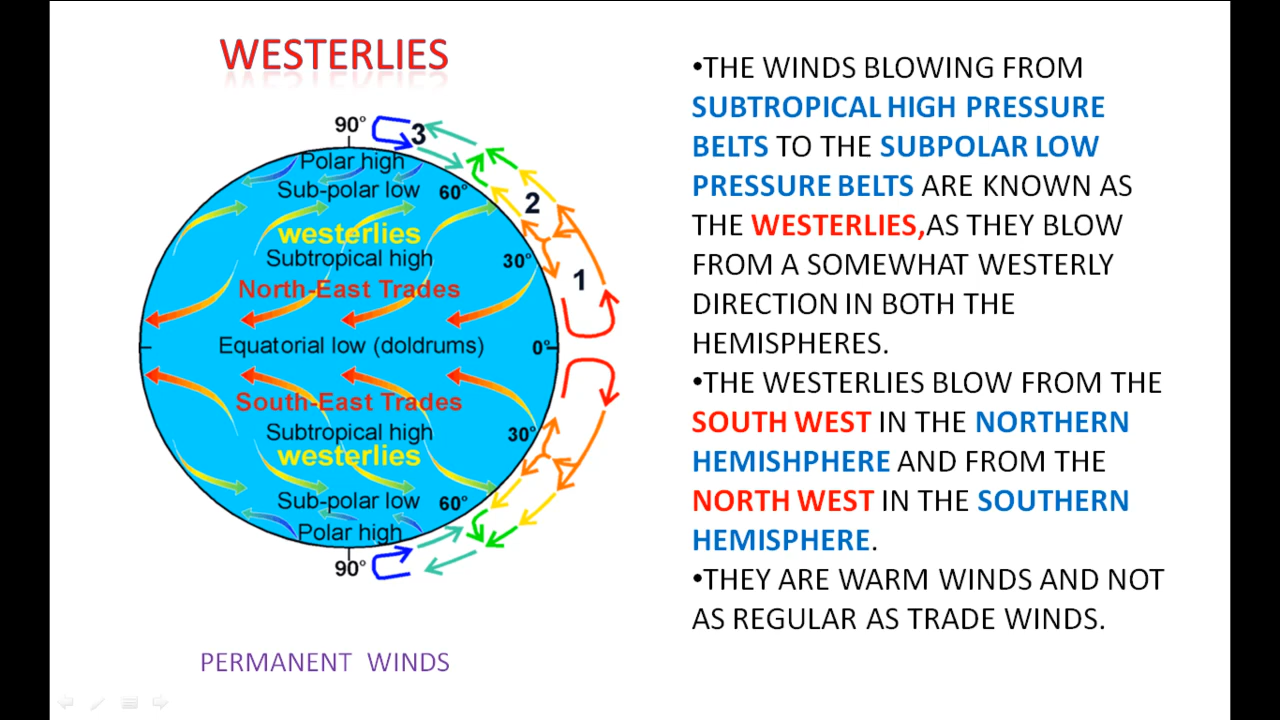 WESTERLIES
90°
3
Polar high
Sub-polar low
60°
2
westerlies
Subtropical high
30°
1
North-East Trades
Equatorial low (doldrums)
0°
South-East Trades
Subtropical high
30°
westerlies
Sub-polar low
60°
Polar high
90°
PERMANENT WINDS
•THE WINDS BLOWING FROM
SUBTROPICAL HIGH PRESSURE
BELTS TO THE SUBPOLAR LOW
PRESSURE BELTS ARE KNOWN AS
THE WESTERLIES,AS THEY BLOW
FROM A SOMEWHAT WESTERLY
DIRECTION IN BOTH THE
HEMISPHERES.
•THE WESTERLIES BLOW FROM THE
SOUTH WEST IN THE NORTHERN
HEMISHPHERE AND FROM THE
NORTH WEST IN THE SOUTHERN
HEMISPHERE.
•THEY ARE WARM WINDS AND NOT
AS REGULAR AS TRADE WINDS.